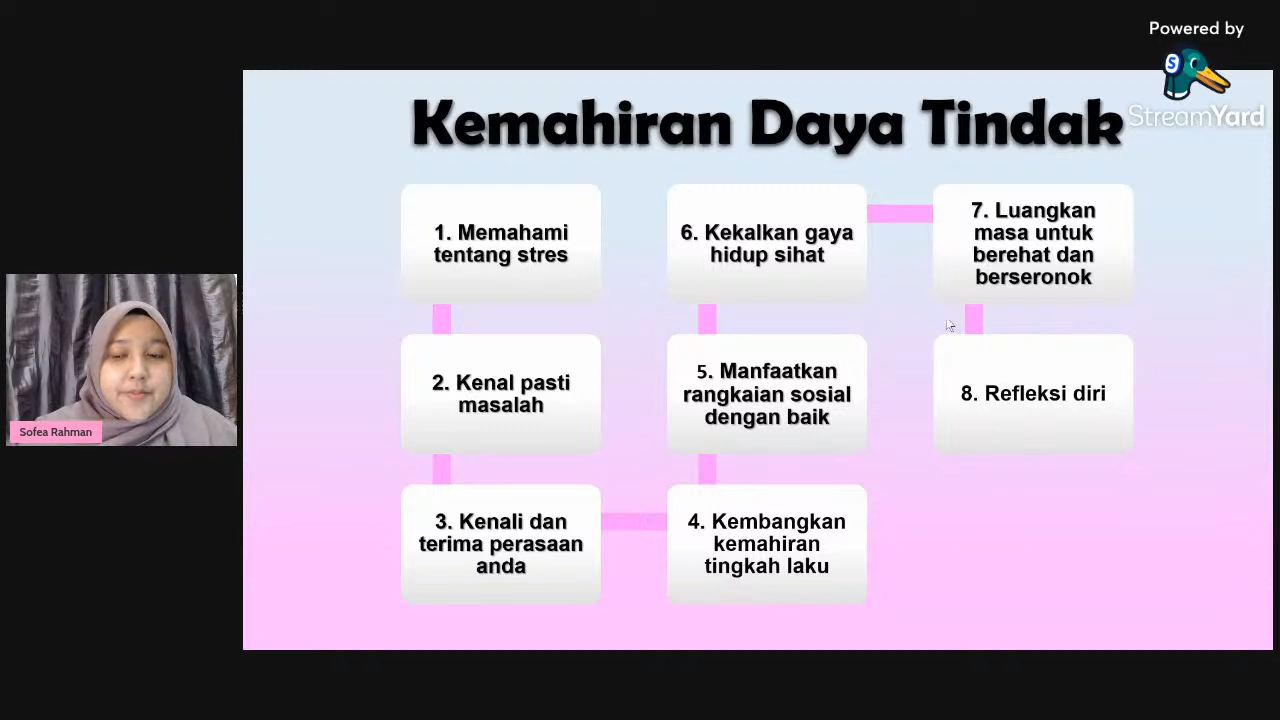 Powered by
StreamYard
Kemahiran Daya Tindak
1. Memahami
tentang stres
2. Kenal pasti
masalah
3. Kenali dan
terima perasaan
anda
4. Kembangkan
kemahiran
tingkah laku
5. Manfaatkan
rangkaian sosial
dengan baik
6. Kekalkan gaya
hidup sihat
7. Luangkan
masa untuk
berehat dan
berseronok
8. Refleksi diri
Sofea Rahman